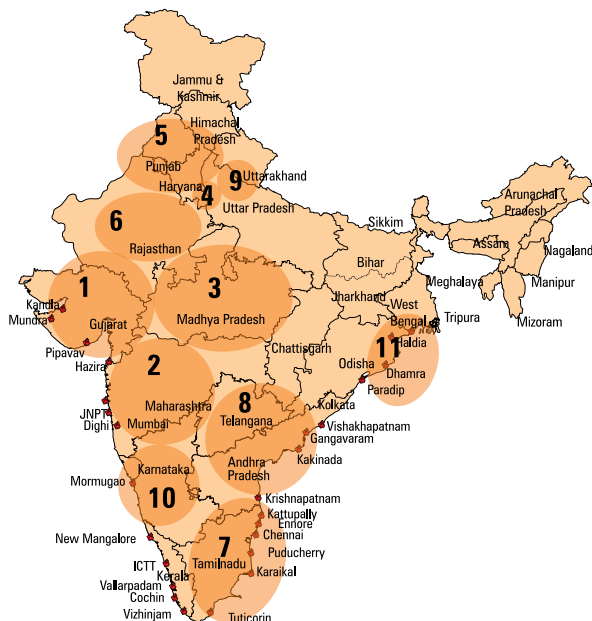 Jammu &
Kashmir
Himachal
Pradesh
5
Punjab
Haryana
4
9
Uttarakhand
Uttar Pradesh
6
Rajasthan
Sikkim
Arunachal
Pradesh
Assam
Nagaland
Bihar
Meghalaya
Manipur
1
3
Kandla
Mundra
Gujarat
Madhya Pradesh
Jharkhand
West
Bengal
Tripura
Mizoram
Pipavav
Hazira
2
Chattisgarh
11
Haldia
Odisha
Dhamra
Paradip
Maharashtra
8
Telangana
Kolkata
JNPT
Dighi
Mumbai
Vishakhapatnam
Gangavaram
Kakinada
Karnataka
Andhra
Pradesh
Mormugao
10
Krishnapatnam
Kattupally
Ennore
Chennai
New Mangalore
7
Puducherry
ICTT
Kerala
Tamilnadu
Karaikal
Vallarpadam
Cochin
Vizhinjam
Tuticorin